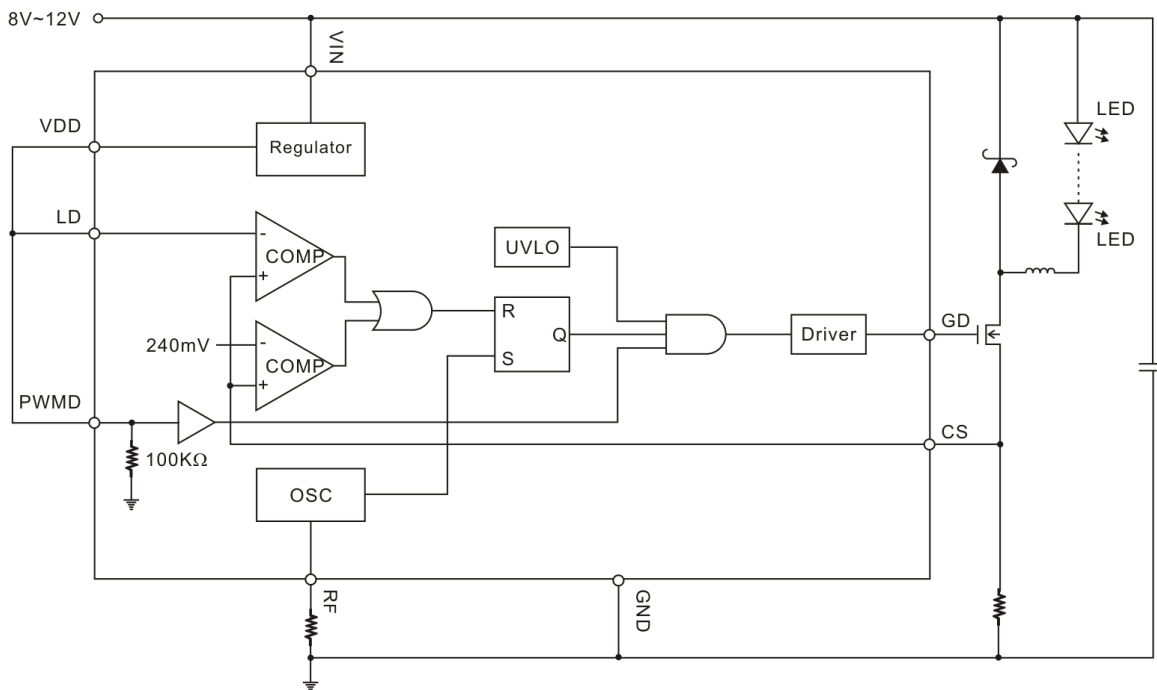 8V~12V
VIN
VDD
Regulator
LED
LD
COMP
-
+
UVLO
LED
240mV
COMP
-
+
R
S
Q
Driver
GD
PWMD
100KΩ
CS
OSC
RF
GND